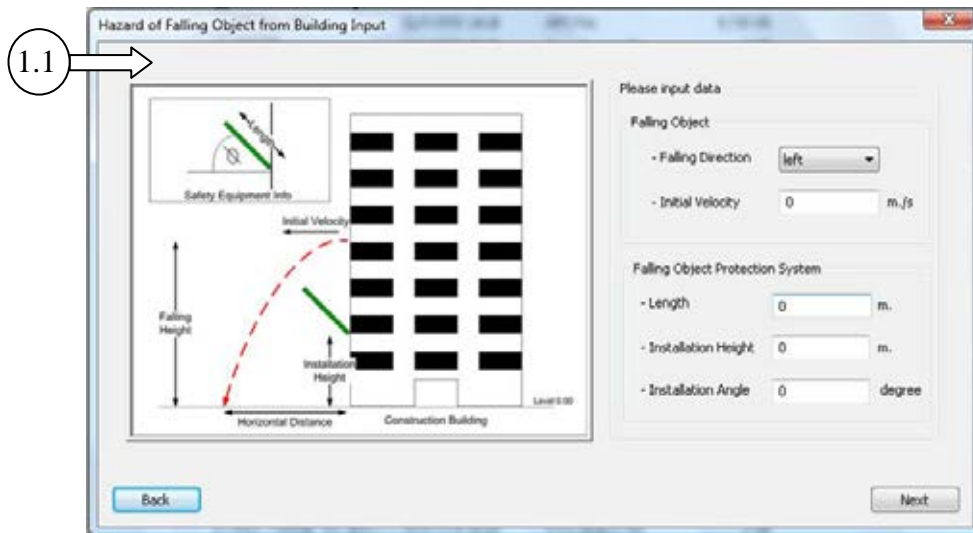 Hazard of Falling Object from Building Input
1.1
Length
Ø
Safety Equipment Info
Initial Velocity
Falling
Height
Installation
Height
Level 0.00
Horizontal Distance
Construction Building
Please input data
Falling Object
- Falling Direction left
- Initial Velocity 0 m./s
Falling Object Protection System
- Length 0 m.
- Installation Height 0 m.
- Installation Angle 0 degree
Back
Next